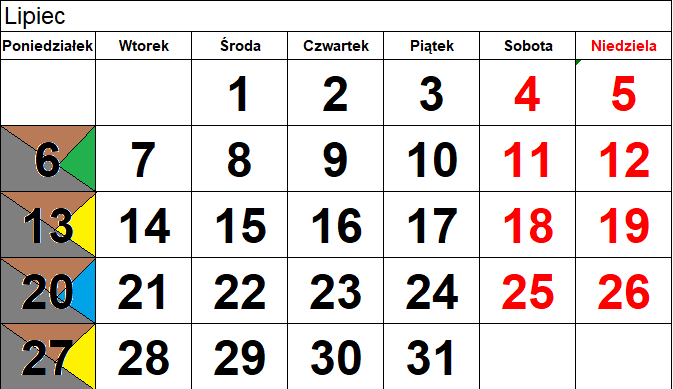 Lipiec
Poniedziałek Wtorek Środa Czwartek Piątek Sobota Niedziela
1 2 3 4 5
6 7 8 9 10 11 12
13 14 15 16 17 18 19
20 21 22 23 24 25 26
27 28 29 30 31